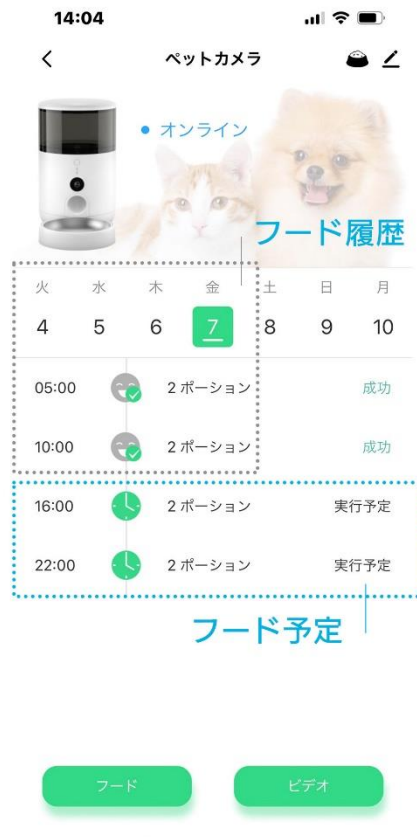 14:04
ペットカメラ
オンライン
フード履歴
火 水 木 金 土 日 月
4 5 6 7 8 9 10
05:00 2 ポーション 成功
10:00 2 ポーション 成功
16:00 2 ポーション 実行予定
22:00 2 ポーション 実行予定
フード予定
フード ビデオ